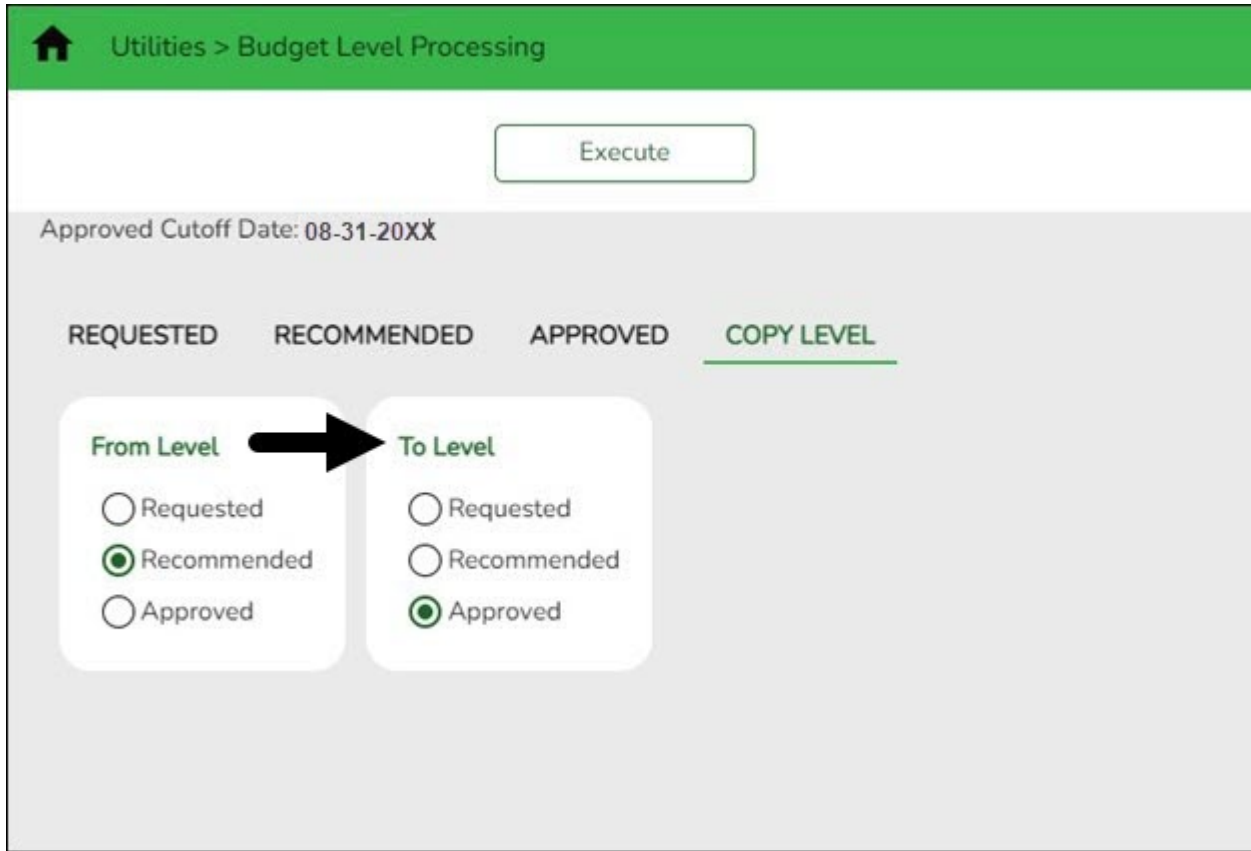 Utilities > Budget Level Processing
Execute
Approved Cutoff Date: 08-31-20XX
REQUESTED RECOMMENDED APPROVED COPY LEVEL
From Level To Level
Requested Requested
Recommended Recommended
Approved Approved